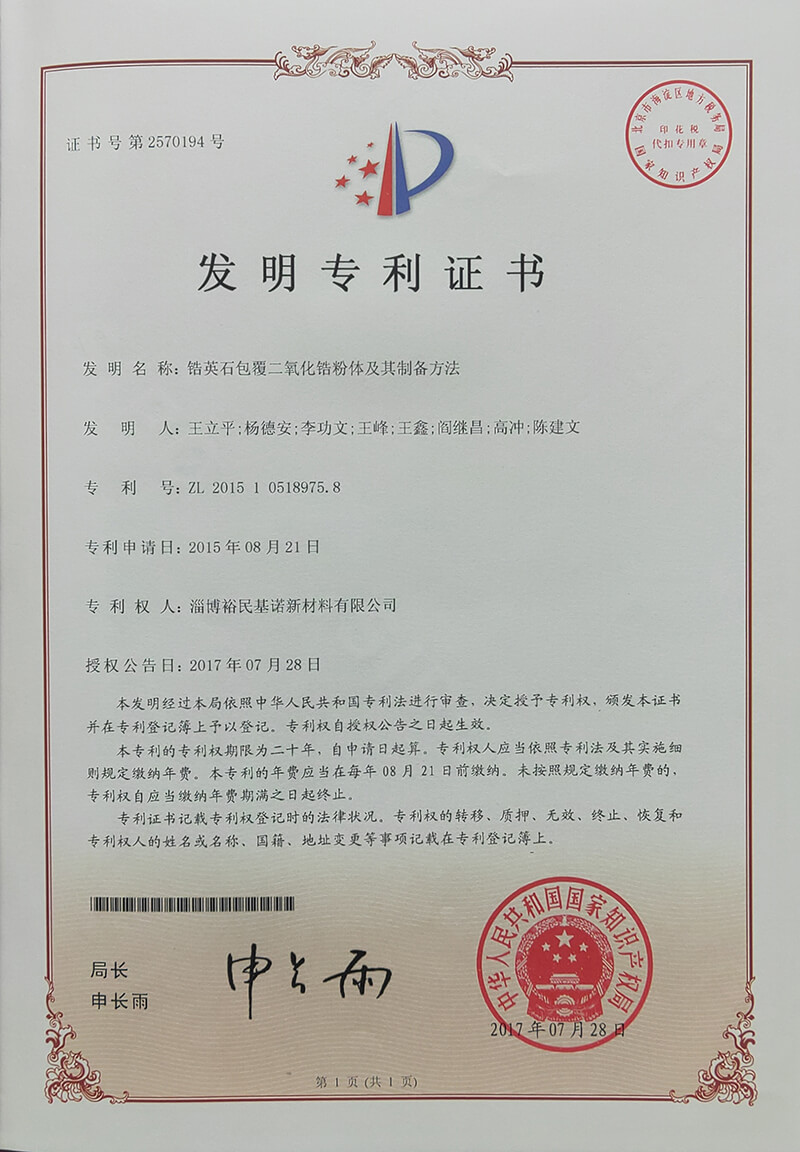 证书号第2570194号
北京市海淀区地方税务局
印花税
代扣专用章
国家知识产权局
发明专利证书
发明名称：锆英石包覆二氧化锆粉体及其制备方法
发明人：王立平;杨德安;李功文;王峰;王鑫;阎继昌;高冲;陈建文
专利号：ZL 2015 1 0518975.8
专利申请日：2015年08月21日
专利权人：淄博裕民基诺新材料有限公司
授权公告日：2017年07月28日
本发明经过本局依照中华人民共和国专利法进行审查，决定授予专利权，颁发本证书
并在专利登记簿上予以登记。专利权自授权公告之日起生效。
本专利的专利权期限为二十年，自申请日起算。专利权人应当依照专利法及其实施细
则规定缴纳年费。本专利的年费应当在每年08月21日前缴纳。未按照规定缴纳年费的，
专利权自应当缴纳年费期满之日起终止。
专利证书记载专利权登记时的法律状况。专利权的转移、质押、无效、终止、恢复和
专利权人的姓名或名称、国籍、地址变更等事项记载在专利登记簿上。
局长
申长雨
申长雨
中华人民共和国国家知识产权局
2017年07月28日
第1页(共1页)